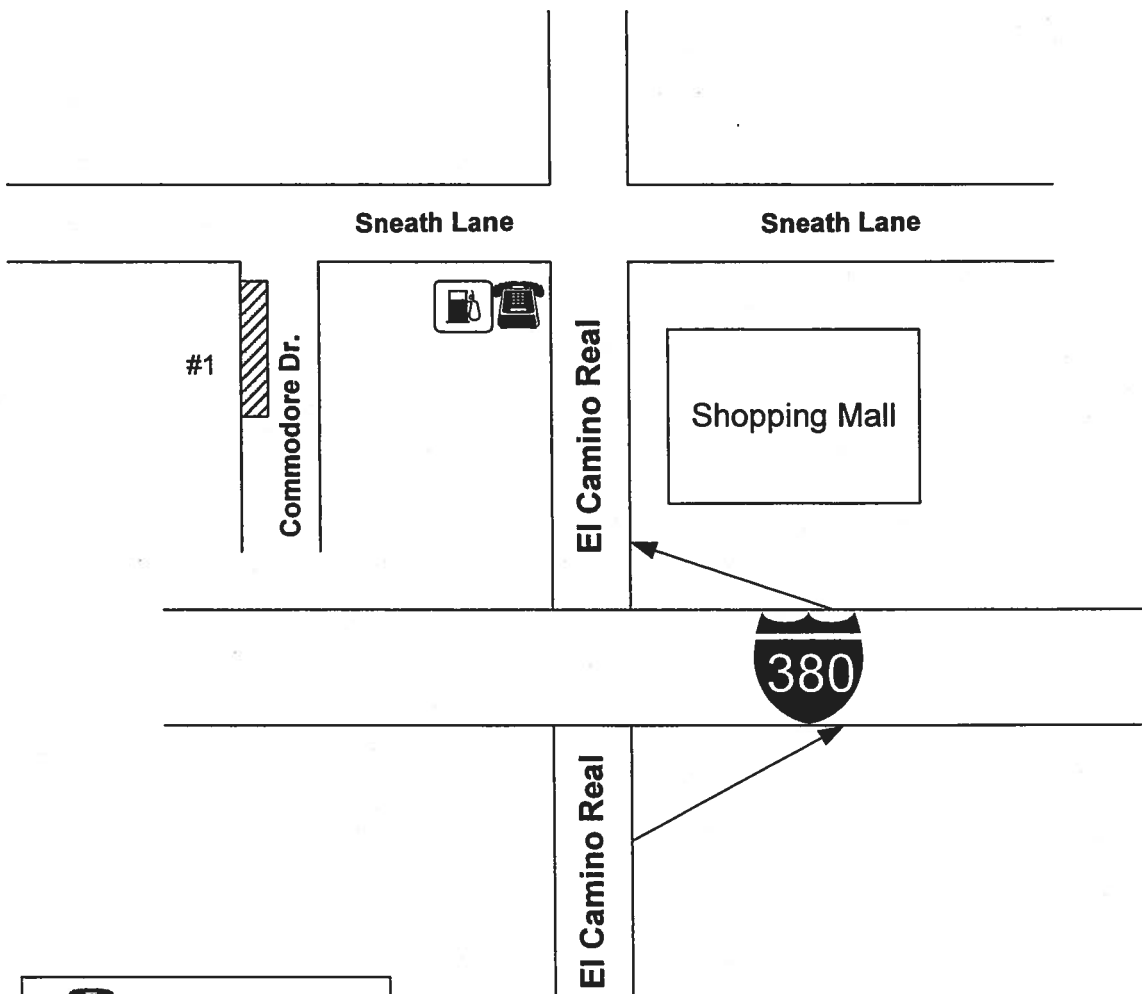 Sneath Lane
Sneath Lane
#1
Commodore Dr.
El Camino Real
Shopping Mall
380
El Camino Real